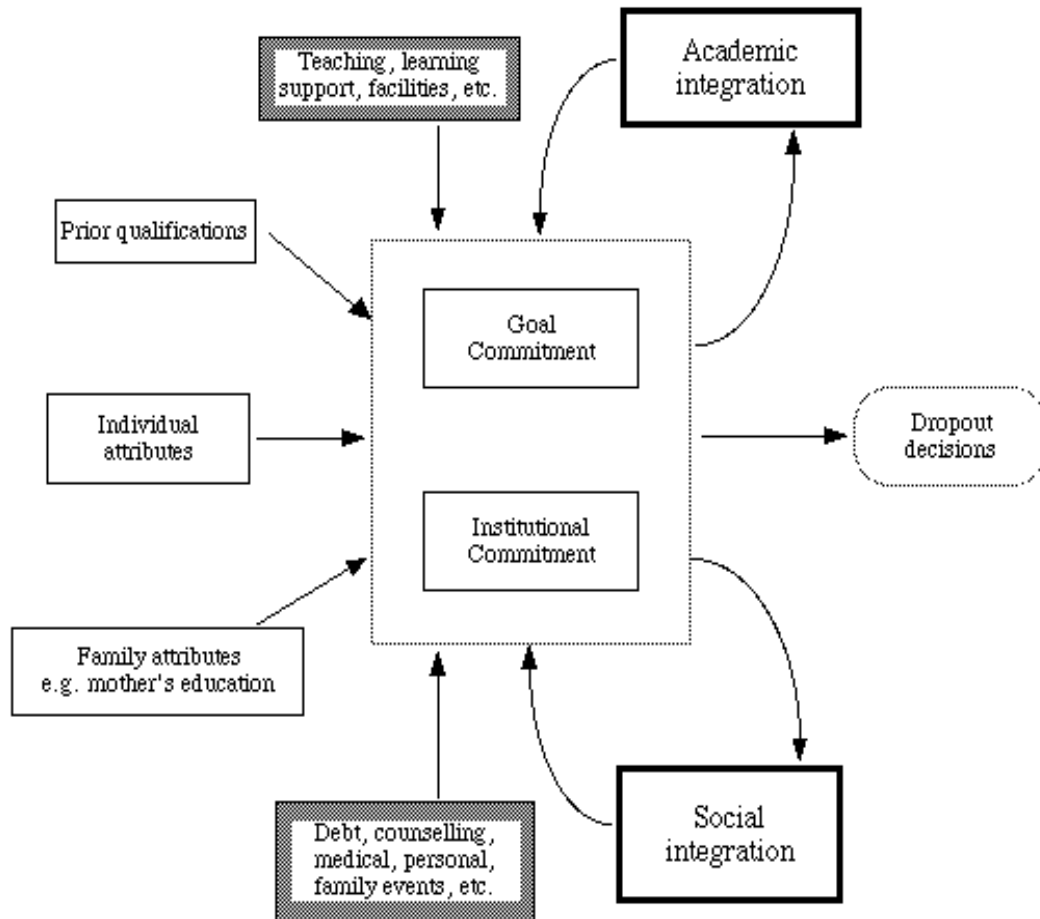 Teaching, learning
support, facilities, etc.
Academic
integration
Prior qualifications
Goal
Commitment
Individual
attributes
Dropout
decisions
Institutional
Commitment
Family attributes
e.g. mother's education
Debt, counselling,
medical, personal,
family events, etc.
Social
integration